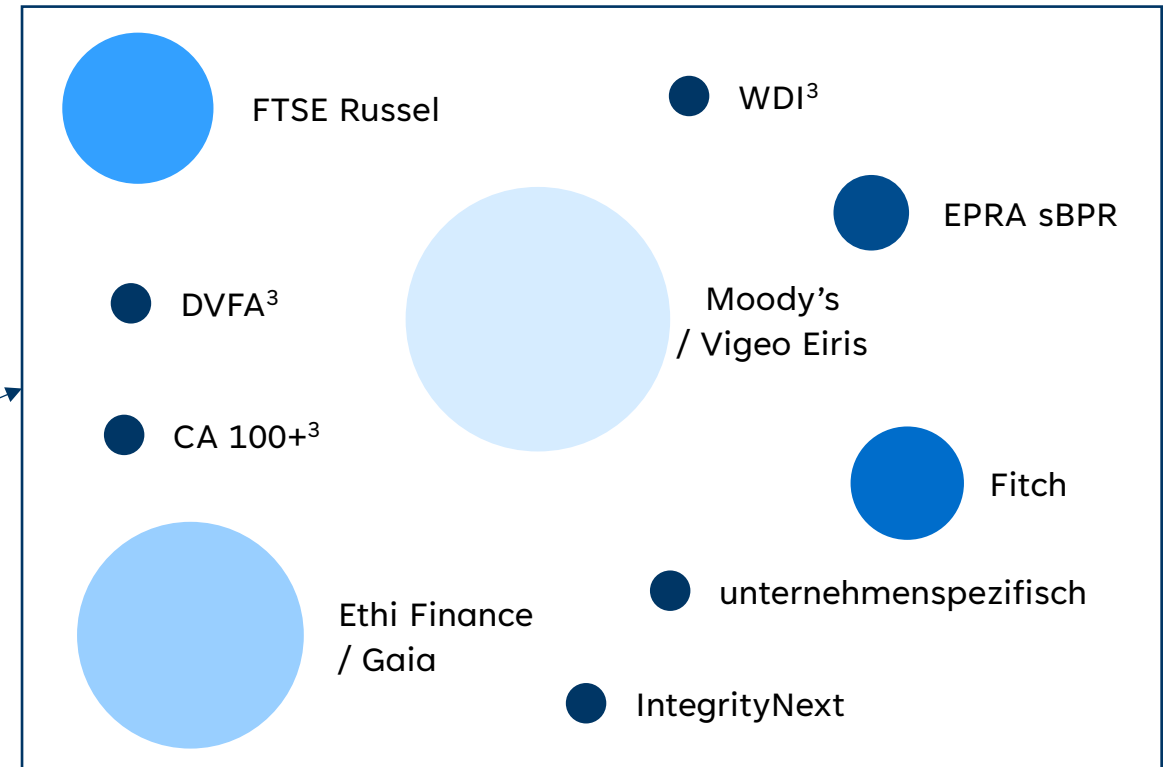 FTSE Russel
WDI³
EPRA sBPR
DVFA³
Moody’s
/ Vigeo Eiris
CA 100+³
Fitch
unternehmenspezifisch
Ethi Finance
/ Gaia
IntegrityNext